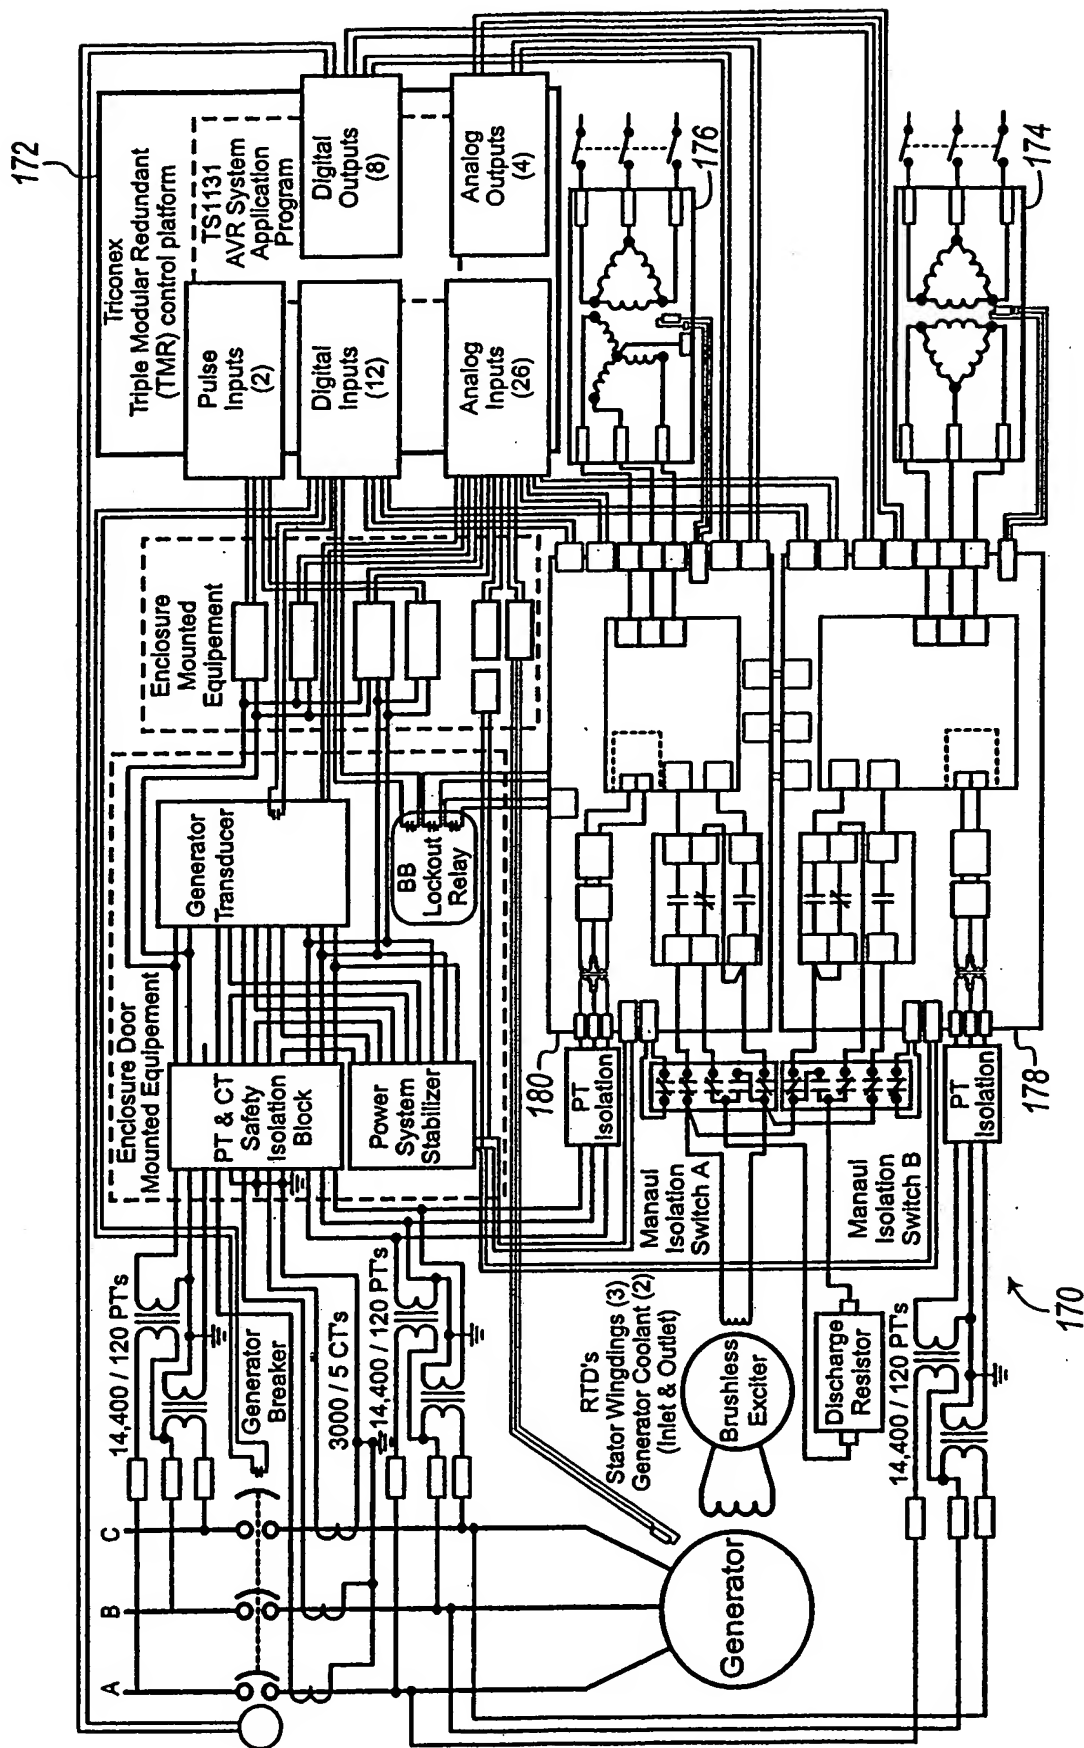 172
Triconex
Triple Modular Redundant
(TMR) control platform
TS1131
AVR System
Application
Program
Pulse
Inputs
(2)
Digital
Inputs
(12)
Analog
Inputs
(26)
Digital
Outputs
(8)
Analog
Outputs
(4)
176
174
Enclosure
Mounted
Equipement
Enclosure Door
Mounted Equipement
Generator
Transducer
BB
Lockout
Relay
PT & CT
Safety
Isolation
Block
Power
System
Stabilizer
180
PT
Isolation
178
PT
Isolation
Manaul
Isolation
Switch A
Manaul
Isolation
Switch B
14,400 / 120 PT's
Generator
Breaker
3000 / 5 CT's
14,400 / 120 PT's
A
B
C
RTD's
Stator Wingdings (3)
Generator Coolant (2)
(Inlet & Outlet)
Generator
Brushless
Exciter
Discharge
Resistor
14,400 / 120 PT's
170